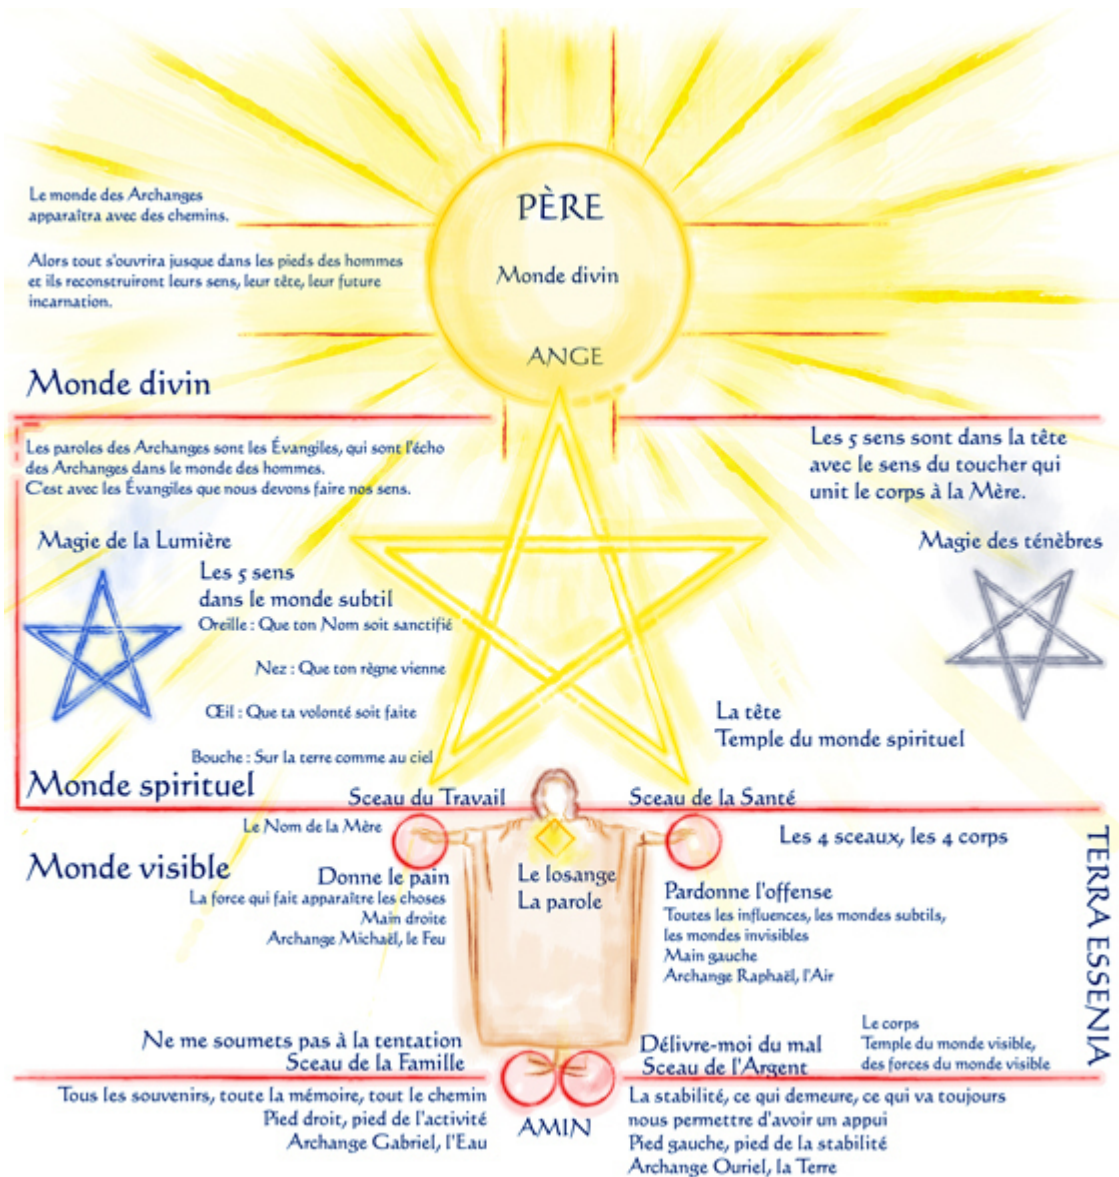 PÈRE
Monde divin
ANGE
Le monde des Archanges
apparaîtra avec des chemins.
Alors tout s'ouvrira jusque dans les pieds des hommes
et ils reconstruiront leurs sens, leur tête, leur future
incarnation.
Monde divin
Les paroles des Archanges sont les Évangiles, qui sont l'écho
des Archanges dans le monde des hommes.
C'est avec les Évangiles que nous devons faire nos sens.
Les 5 sens sont dans la tête
avec le sens du toucher qui
unit le corps à la Mère.
Magie de la Lumière
Magie des ténèbres
Les 5 sens
dans le monde subtil
Oreille : Que ton Nom soit sanctifié
Nez : Que ton règne vienne
Œil : Que ta volonté soit faite
Bouche : Sur la terre comme au ciel
La tête
Temple du monde spirituel
Monde spirituel
Sceau du Travail
Sceau de la Santé
Le Nom de la Mère
Les 4 sceaux, les 4 corps
Monde visible
Donne le pain
La force qui fait apparaître les choses
Main droite
Archange Michaël, le Feu
Le losange
La parole
Pardonne l'offense
Toutes les influences, les mondes subtils,
les mondes invisibles
Main gauche
Archange Raphaël, l'Air
TERRA ESSENIA
Ne me soumets pas à la tentation
Sceau de la Famille
Délivre-moi du mal
Sceau de l'Argent
Le corps
Temple du monde visible,
des forces du monde visible
Tous les souvenirs, toute la mémoire, tout le chemin
Pied droit, pied de l'activité
Archange Gabriel, l'Eau
AMIN
La stabilité, ce qui demeure, ce qui va toujours
nous permettre d'avoir un appui
Pied gauche, pied de la stabilité
Archange Ouriel, la Terre